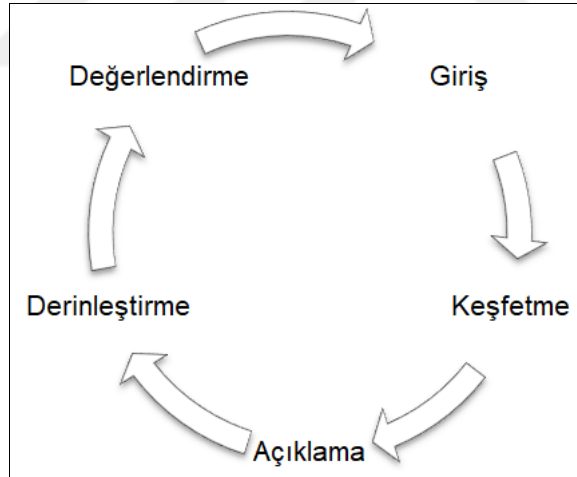 Değerlendirme
Giriş
Derinleştirme
Keşfetme
Açıklama